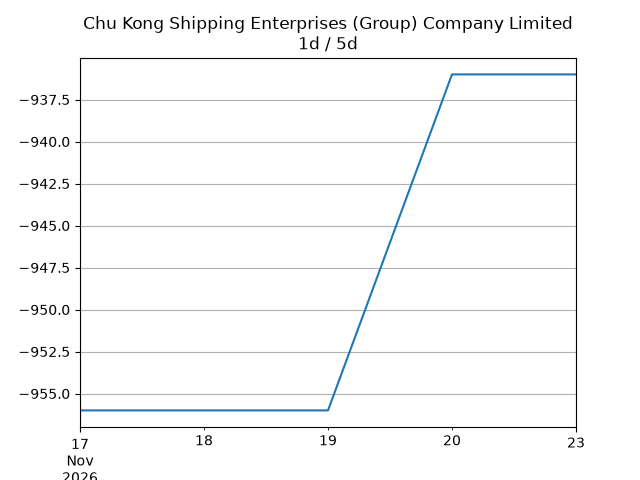 Chu Kong Shipping Enterprises (Group) Company Limited
1d / 5d
−937.5
−940.0
−942.5
−945.0
−947.5
−950.0
−952.5
−955.0
17 18 19 20 23
Nov
2026